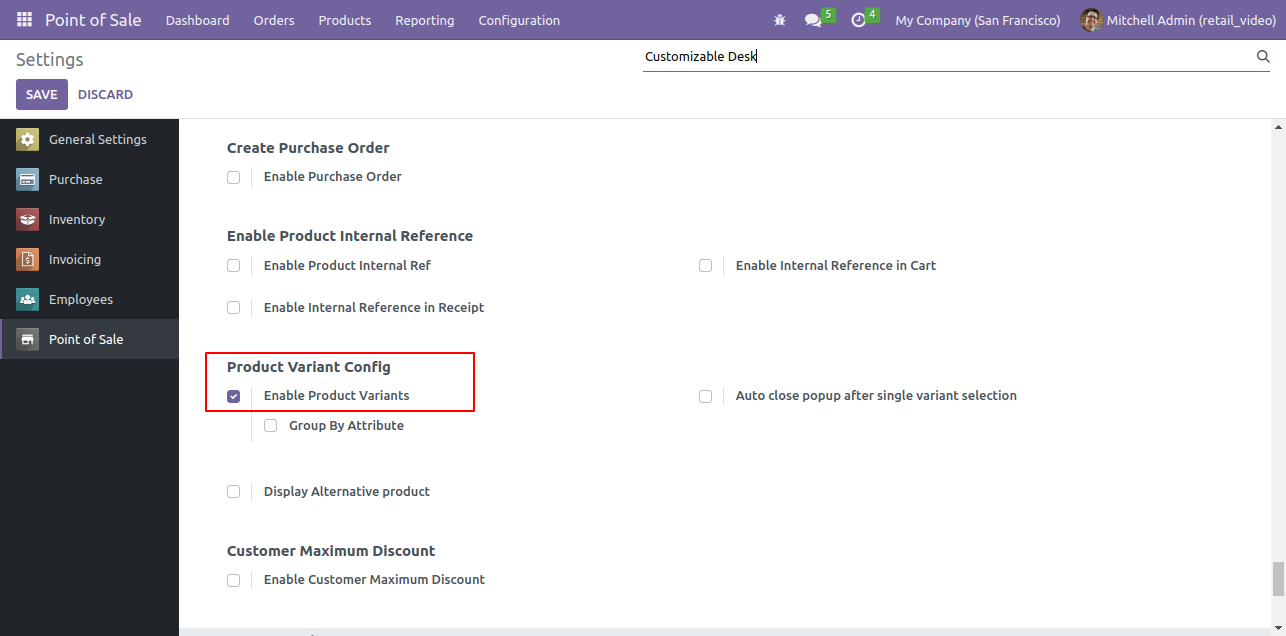 Point of Sale Dashboard Orders Products Reporting Configuration 5 4 My Company (San Francisco) Mitchell Admin (retail_video)
Settings
Customizable Desk
SAVE DISCARD
General Settings
Purchase
Inventory
Invoicing
Employees
Point of Sale
Create Purchase Order
Enable Purchase Order
Enable Product Internal Reference
Enable Product Internal Ref
Enable Internal Reference in Cart
Enable Internal Reference in Receipt
Product Variant Config
Enable Product Variants
Auto close popup after single variant selection
Group By Attribute
Display Alternative product
Customer Maximum Discount
Enable Customer Maximum Discount